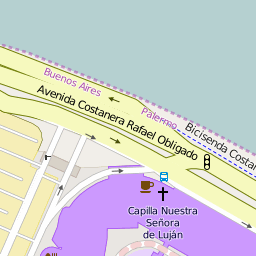 Buenos Aires
Palermo
Avenida Costanera Rafael Obligado
Bicisenda Costan
Capilla Nuestra
Señora
de Luján